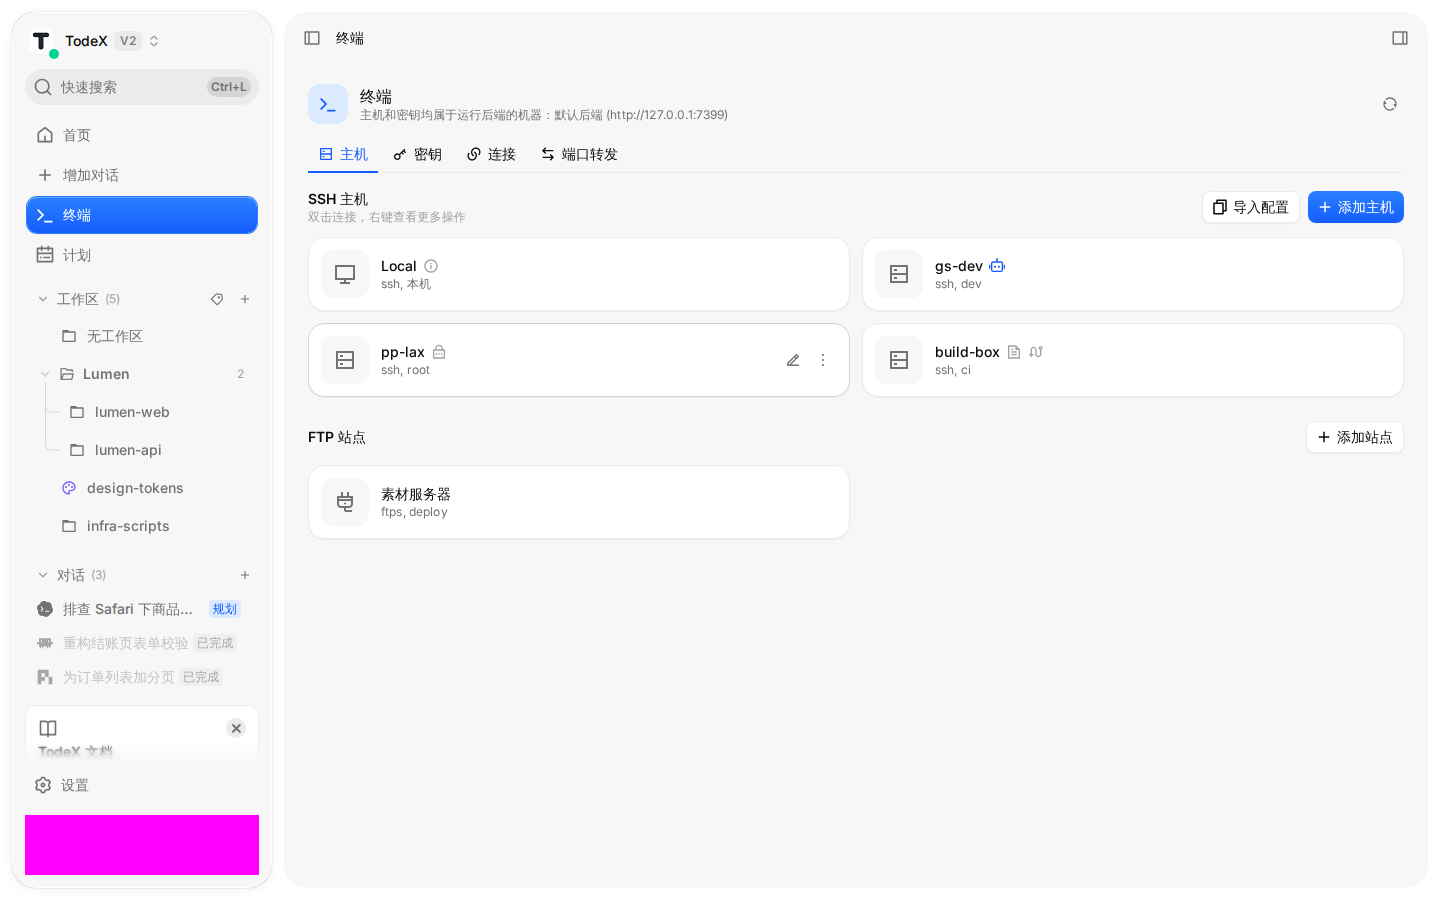 TodeX V2
快速搜索 Ctrl+L
首页
增加对话
终端
计划
工作区 (5)
无工作区
Lumen 2
lumen-web
lumen-api
design-tokens
infra-scripts
对话 (3)
排查 Safari 下商品... 规划
重构结账页表单校验 已完成
为订单列表加分页 已完成
TodeX 文档
设置
终端
终端
主机和密钥均属于运行后端的机器：默认后端 (http://127.0.0.1:7399)
主机 密钥 连接 端口转发
SSH 主机
双击连接，右键查看更多操作
导入配置 添加主机
Local
ssh, 本机
gs-dev
ssh, dev
pp-lax
ssh, root
build-box
ssh, ci
FTP 站点
添加站点
素材服务器
ftps, deploy